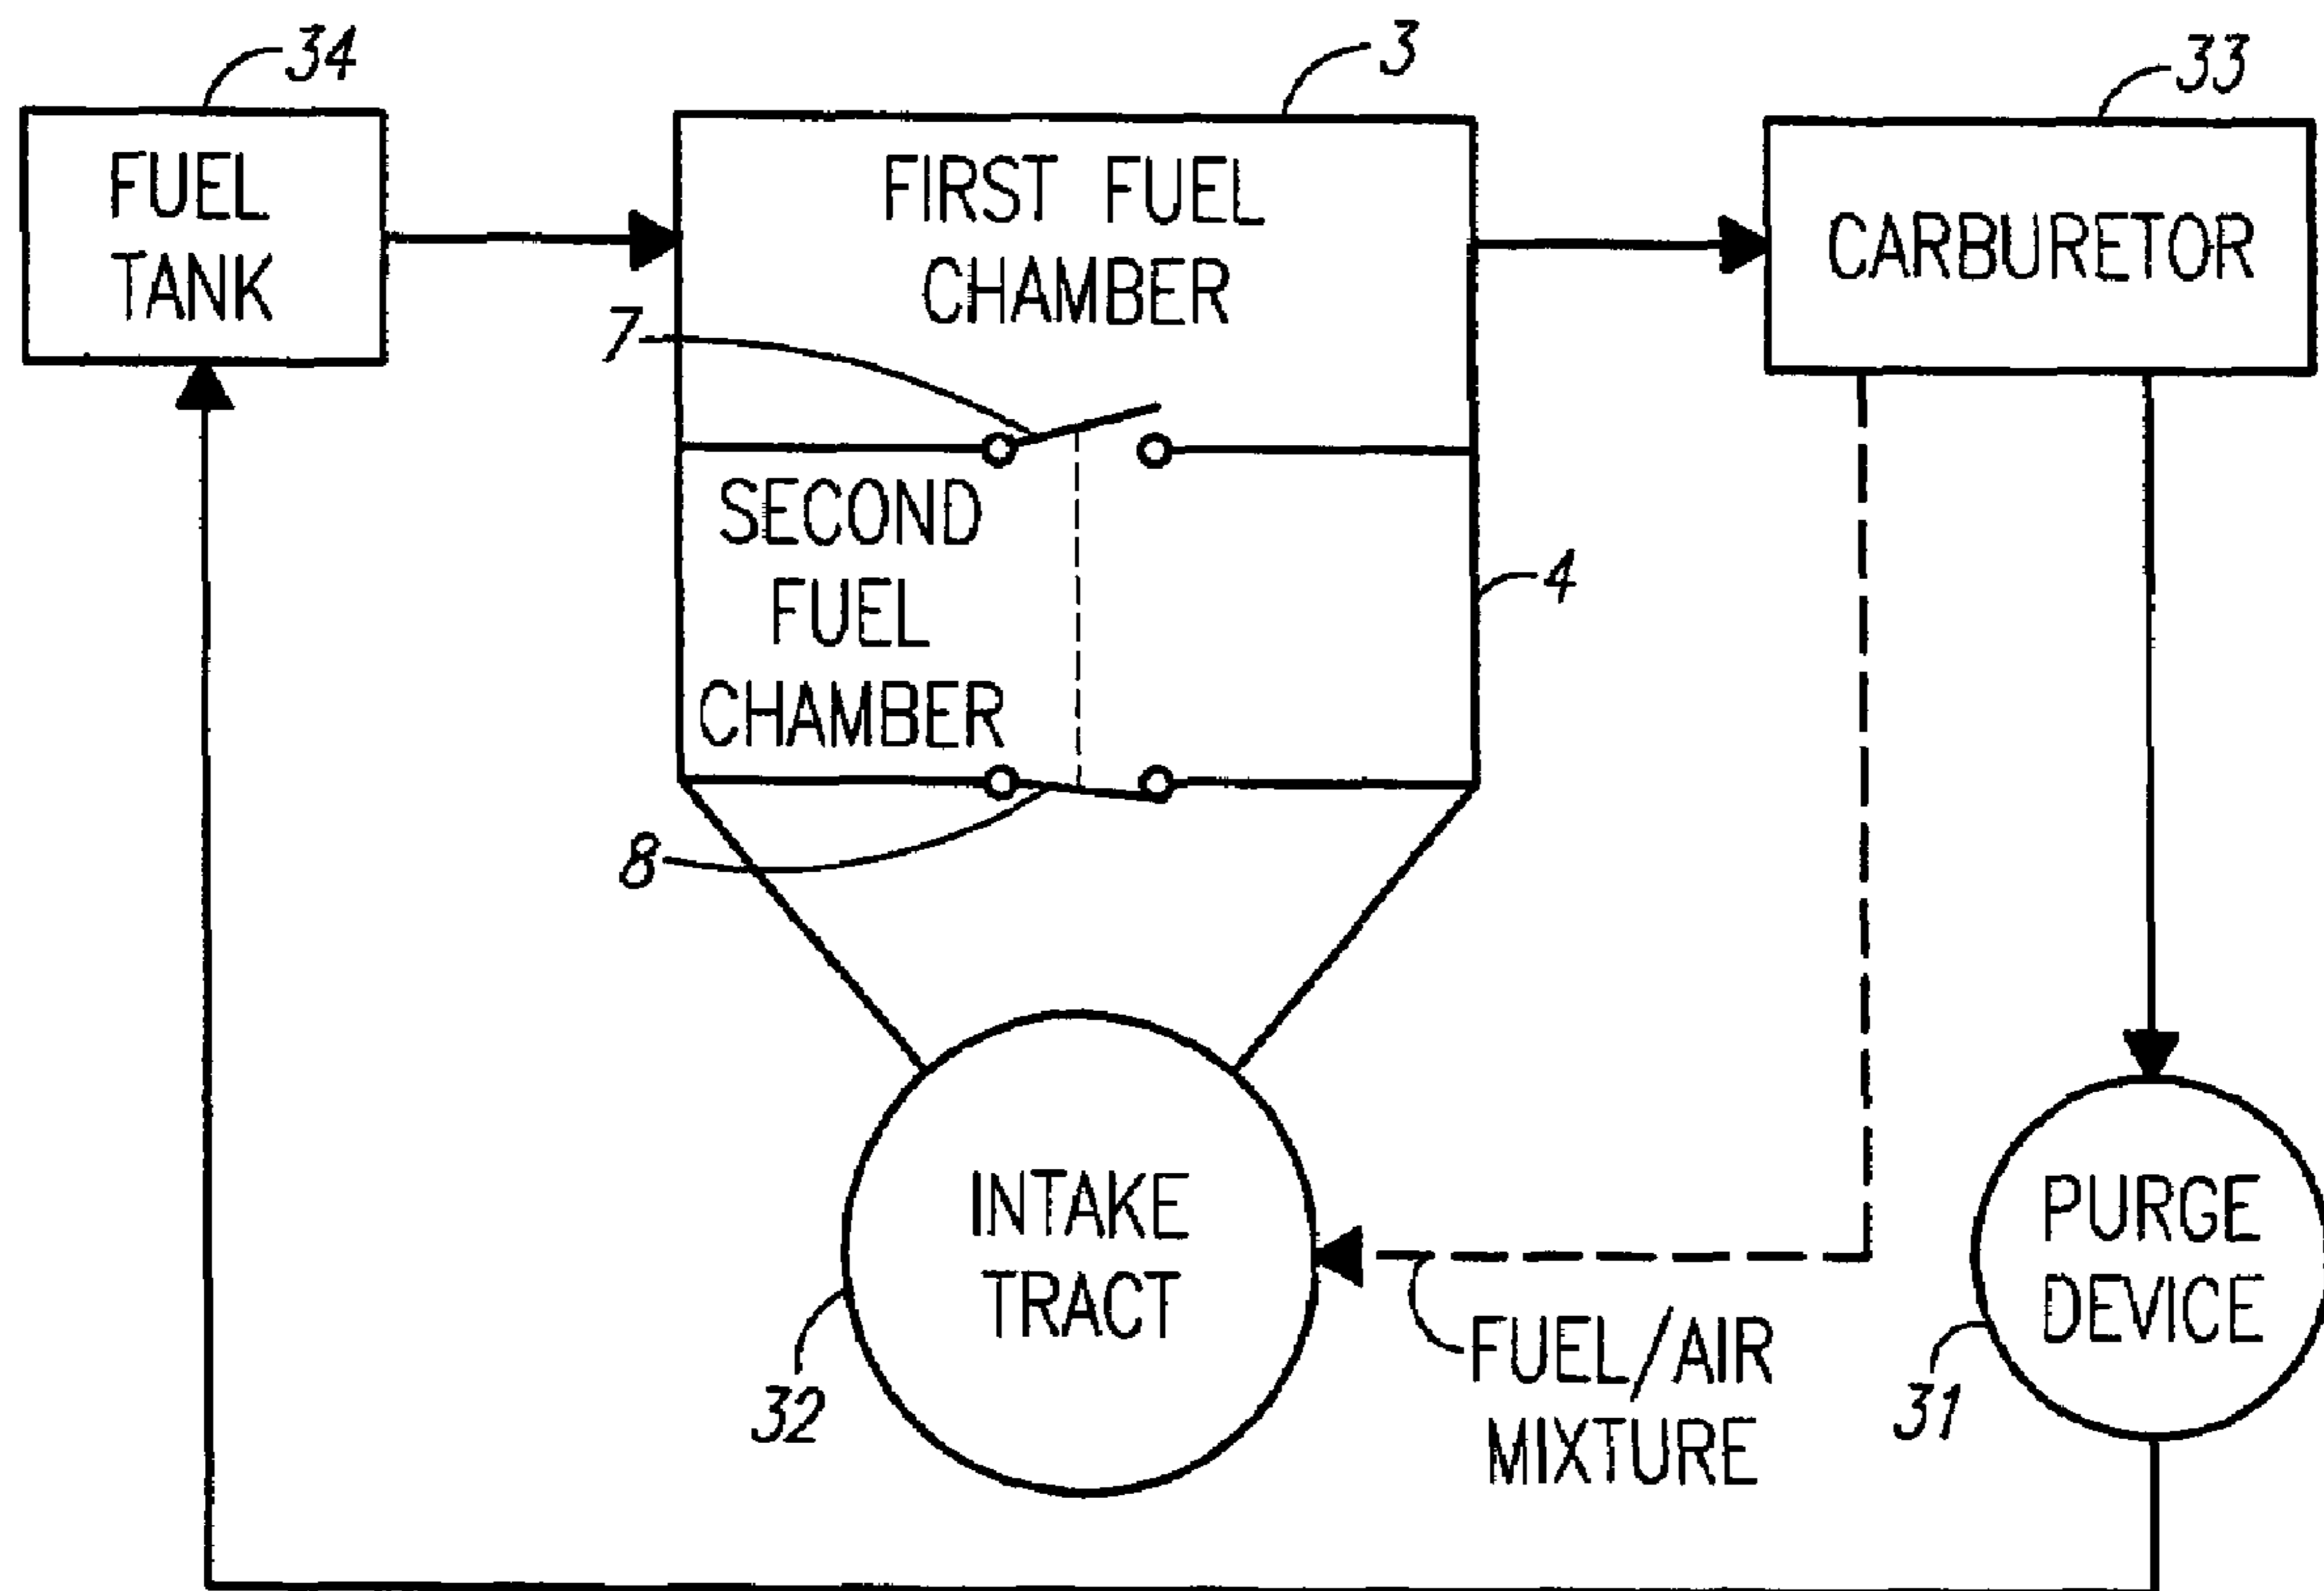 34
3
33
FUEL
TANK
FIRST FUEL
CHAMBER
CARBURETOR
7
SECOND
FUEL
CHAMBER
4
8
INTAKE
TRACT
32
FUEL/AIR
MIXTURE
PURGE
DEVICE
31